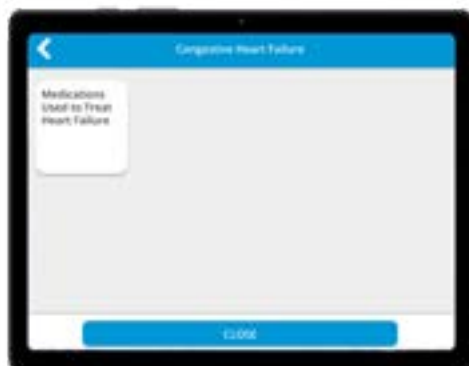 Congestive Heart Failure
Medications
Used to Treat
Heart Failure
CLOSE